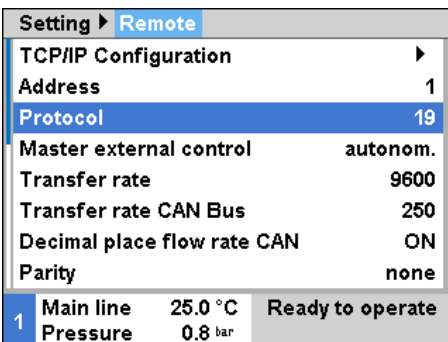 Setting ▶ Remote
TCP/IP Configuration ▶
Address 1
Protocol 19
Master external control autonom.
Transfer rate 9600
Transfer rate CAN Bus 250
Decimal place flow rate CAN ON
Parity none
1 Main line 25.0 °C Ready to operate
Pressure 0.8 bar